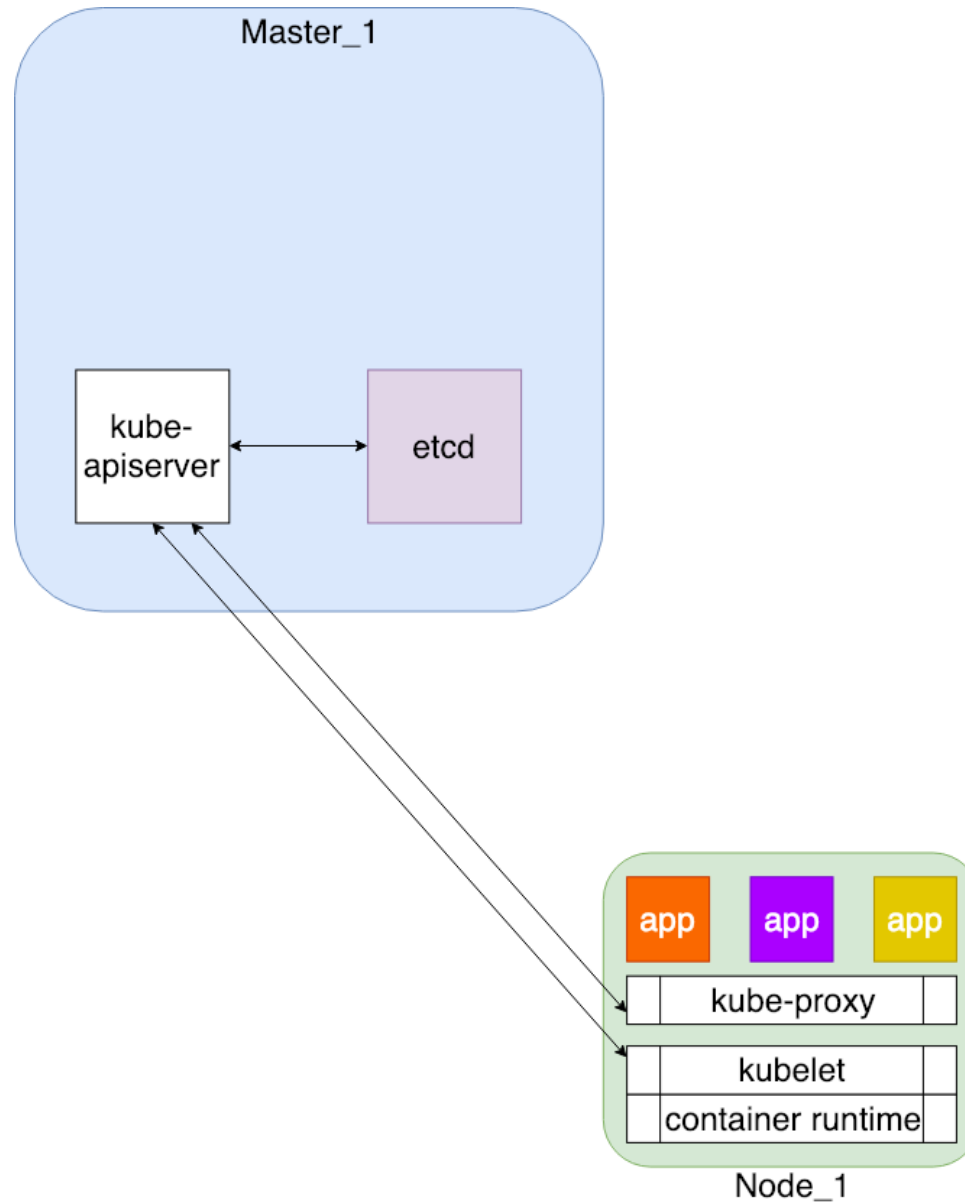 Master_1
kube-
apiserver
etcd
app
app
app
kube-proxy
kubelet
container runtime
Node_1